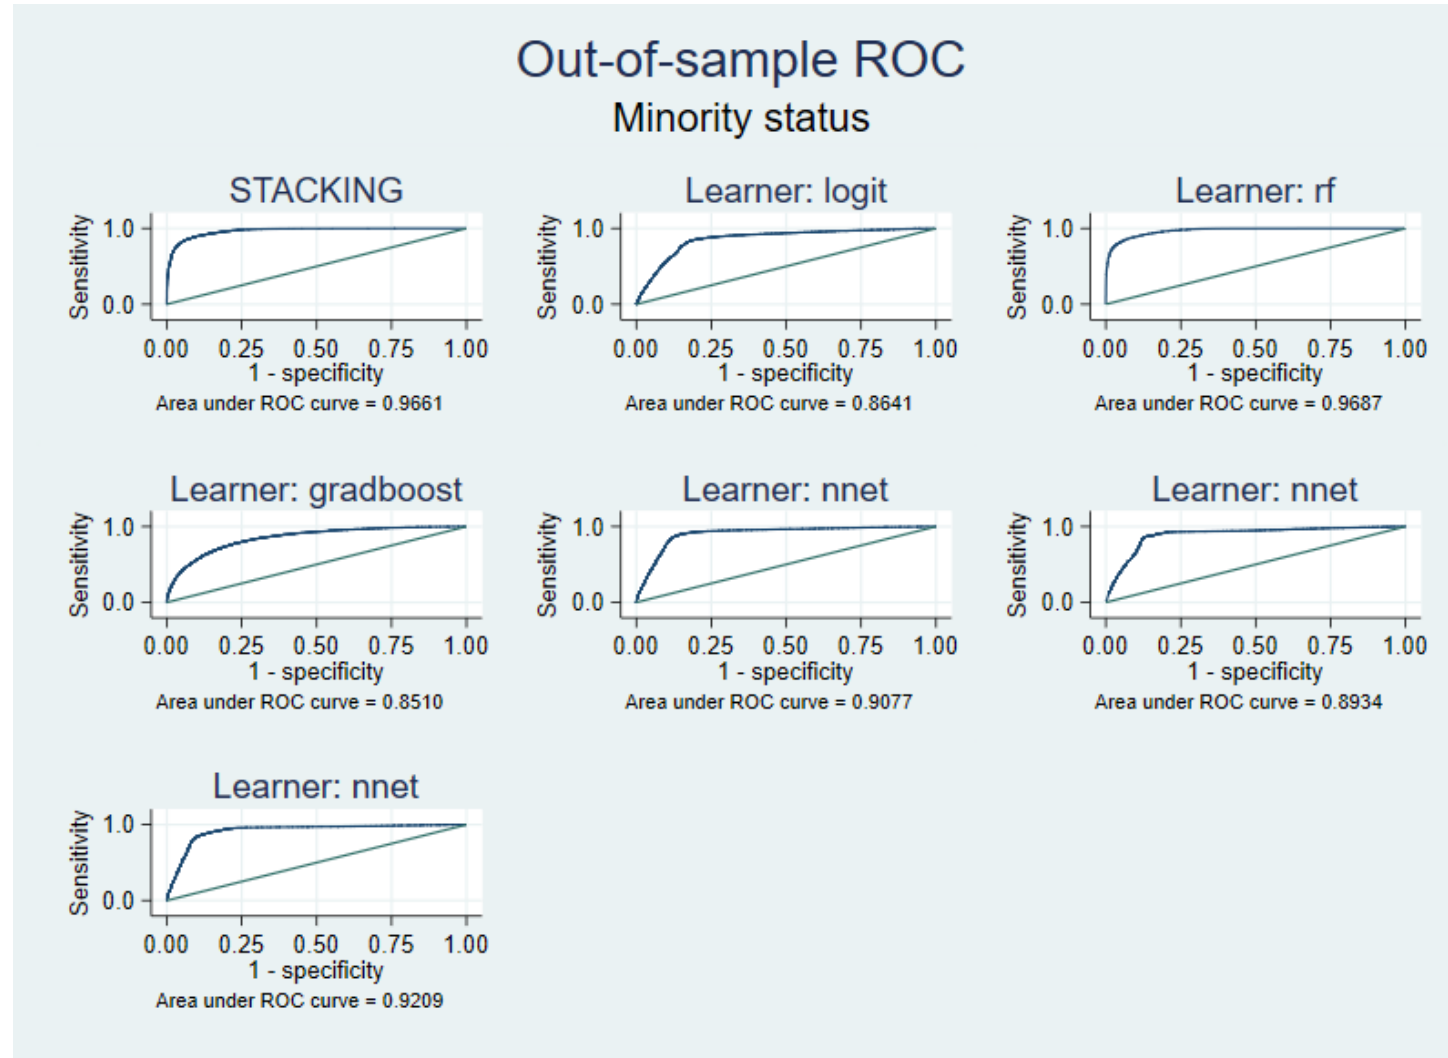 Out-of-sample ROC
Minority status
STACKING
Sensitivity
1.0
0.0
0.00 0.25 0.50 0.75 1.00
1 - specificity
Area under ROC curve = 0.9661
Learner: logit
Sensitivity
1.0
0.0
0.00 0.25 0.50 0.75 1.00
1 - specificity
Area under ROC curve = 0.8641
Learner: rf
Sensitivity
1.0
0.0
0.00 0.25 0.50 0.75 1.00
1 - specificity
Area under ROC curve = 0.9687
Learner: gradboost
Sensitivity
1.0
0.0
0.00 0.25 0.50 0.75 1.00
1 - specificity
Area under ROC curve = 0.8510
Learner: nnet
Sensitivity
1.0
0.0
0.00 0.25 0.50 0.75 1.00
1 - specificity
Area under ROC curve = 0.9077
Learner: nnet
Sensitivity
1.0
0.0
0.00 0.25 0.50 0.75 1.00
1 - specificity
Area under ROC curve = 0.8934
Learner: nnet
Sensitivity
1.0
0.0
0.00 0.25 0.50 0.75 1.00
1 - specificity
Area under ROC curve = 0.9209